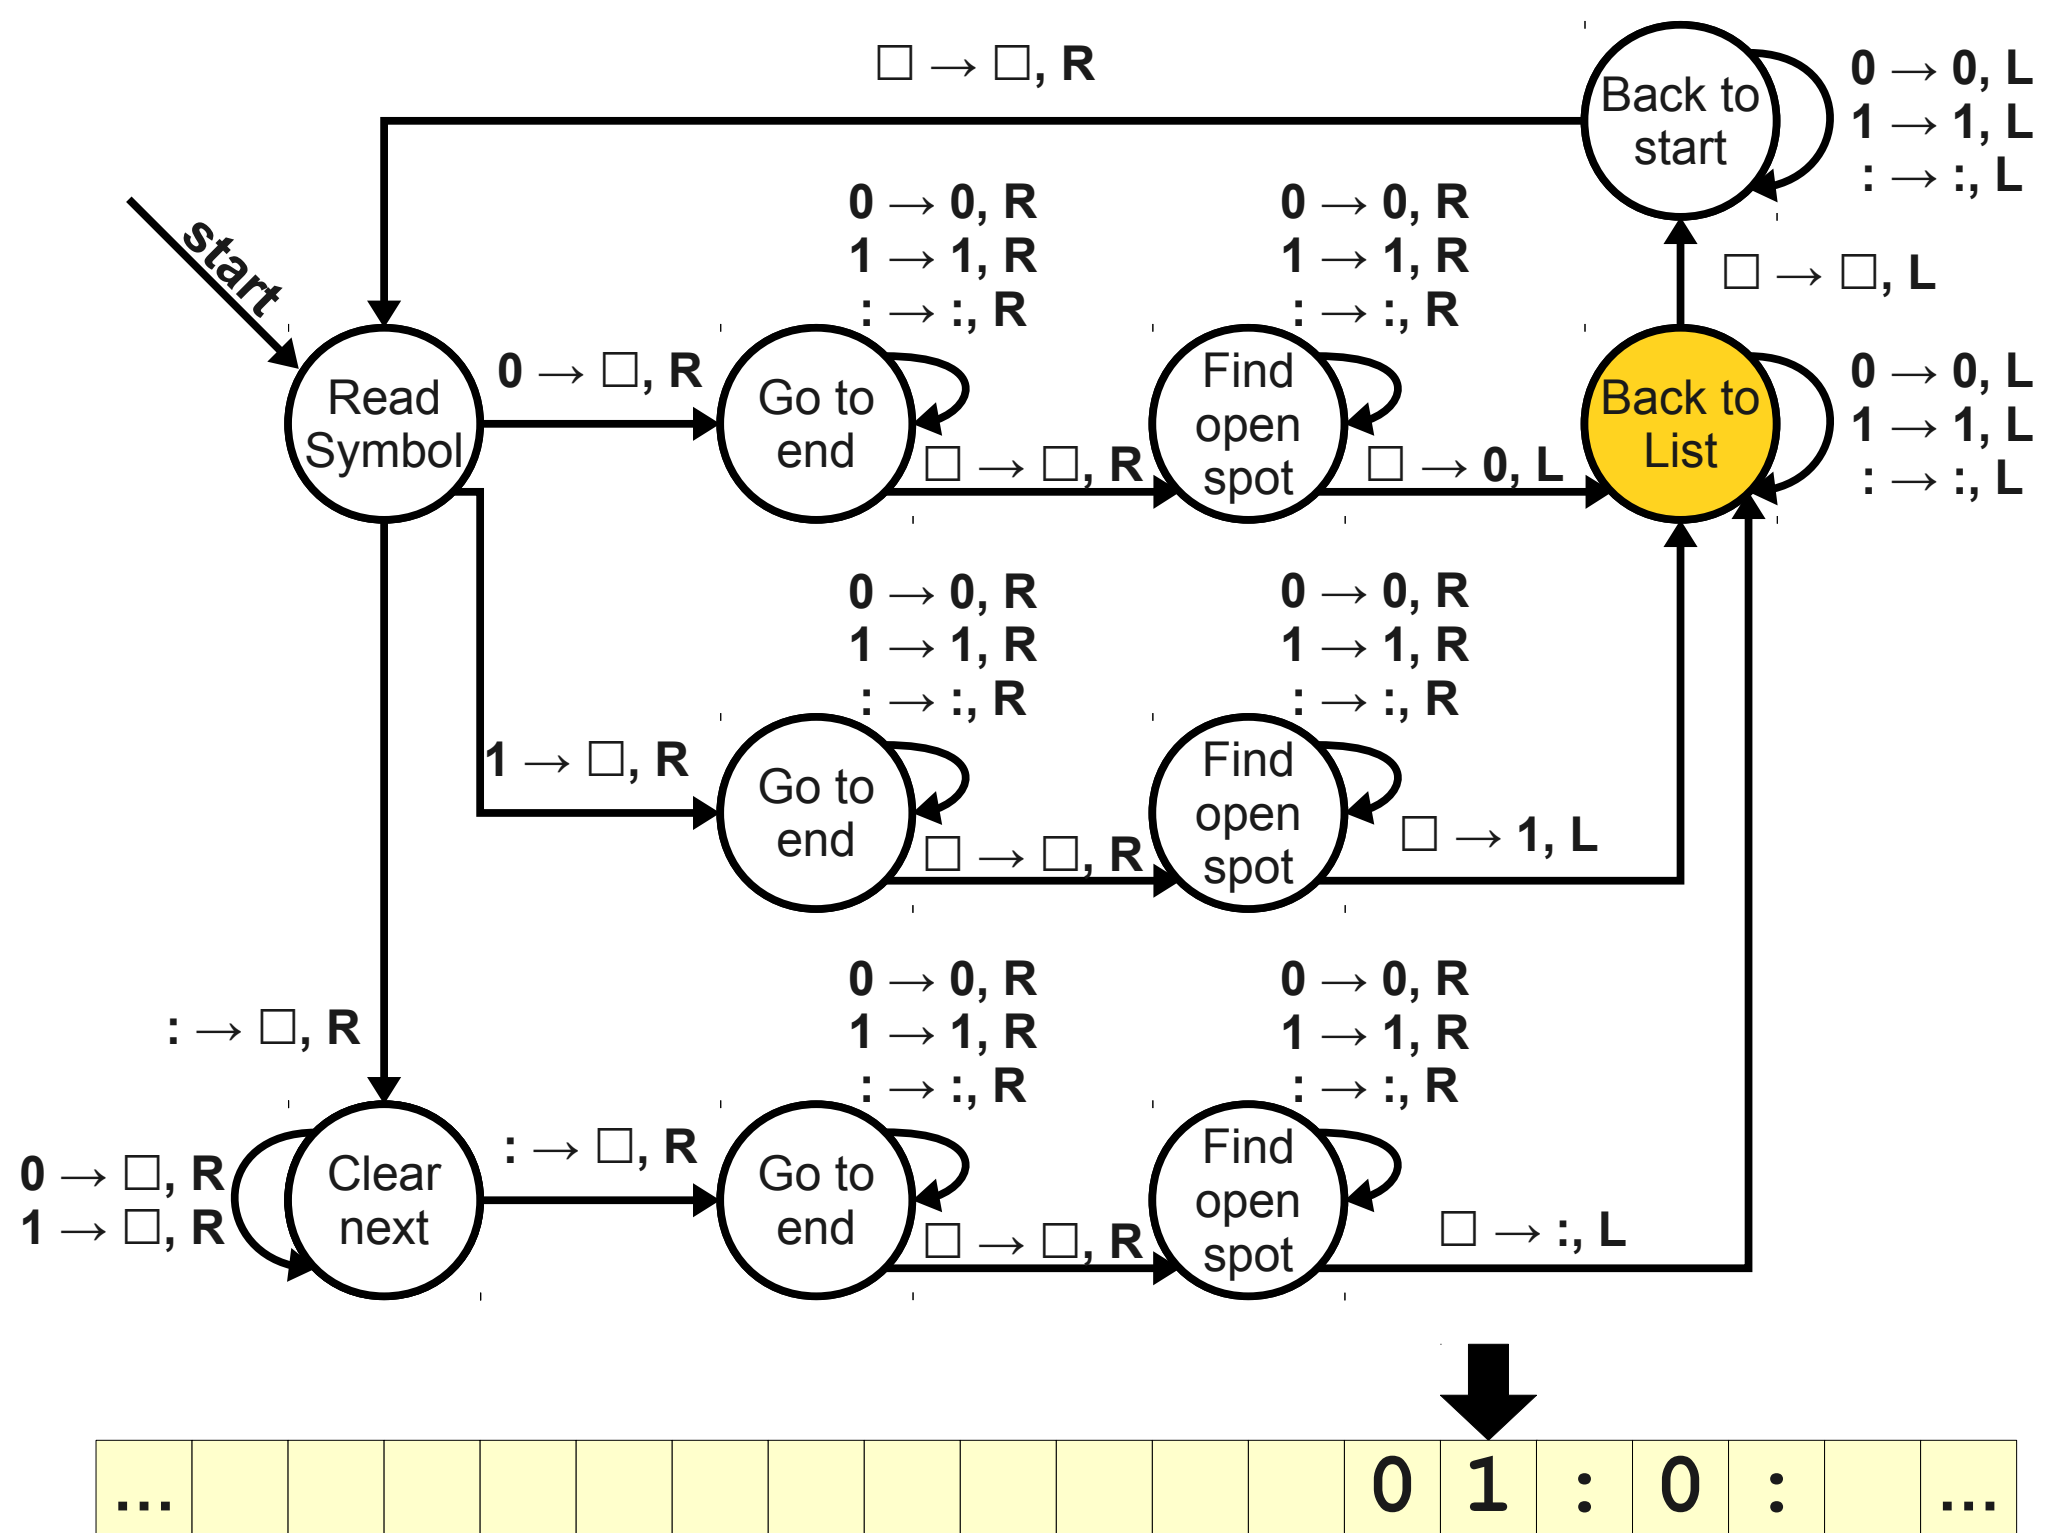 ☐ → ☐, R
Back to
start
0 → 0, L
1 → 1, L
: → :, L
start
0 → 0, R
1 → 1, R
: → :, R
0 → 0, R
1 → 1, R
: → :, R
☐ → ☐, L
Read
Symbol
0 → ☐, R
Go to
end
☐ → ☐, R
Find
open
spot
☐ → 0, L
Back to
List
0 → 0, L
1 → 1, L
: → :, L
0 → 0, R
1 → 1, R
: → :, R
0 → 0, R
1 → 1, R
: → :, R
1 → ☐, R
Go to
end
☐ → ☐, R
Find
open
spot
☐ → 1, L
: → ☐, R
0 → 0, R
1 → 1, R
: → :, R
0 → 0, R
1 → 1, R
: → :, R
0 → ☐, R
1 → ☐, R
Clear
next
: → ☐, R
Go to
end
☐ → ☐, R
Find
open
spot
☐ → :, L
... 0 1 : 0 : ...